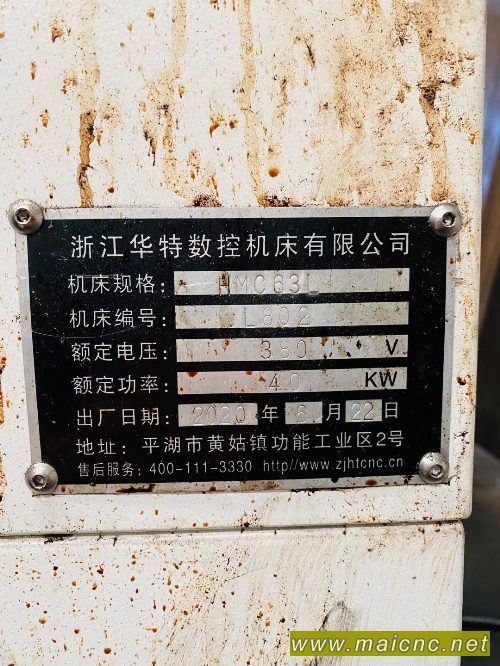 浙江华特数控机床有限公司
机床规格: HMC63L
机床编号: L802
额定电压: 380 V
额定功率: 40 KW
出厂日期: 2020 年 6 月 22 日
地址: 平湖市黄姑镇功能工业区2号
售后服务: 400-111-3330 http//www.zjhtcnc.cn
www.maicnc.net